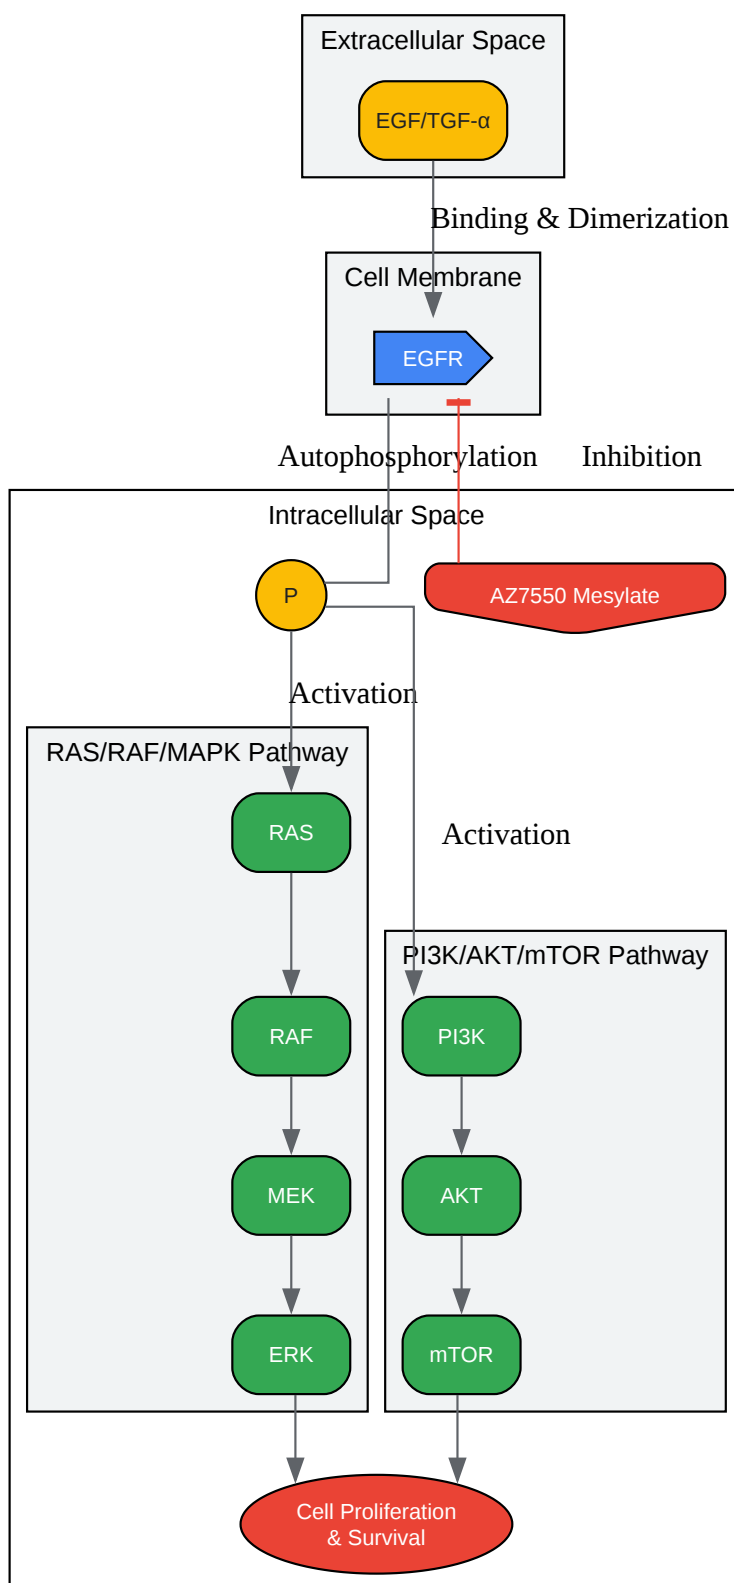 Extracellular Space
EGF/TGF-α
Binding & Dimerization
Cell Membrane
EGFR
Autophosphorylation
Inhibition
Intracellular Space
P
AZ7550 Mesylate
Activation
RAS/RAF/MAPK Pathway
RAS
Activation
PI3K/AKT/mTOR Pathway
RAF
PI3K
MEK
AKT
ERK
mTOR
Cell Proliferation
& Survival